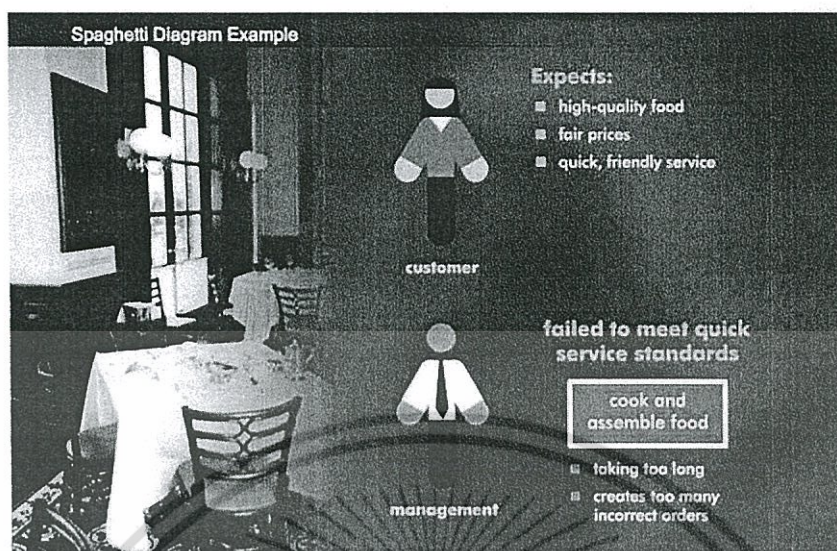 Spaghetti Diagram Example
Expects:
high-quality food
fair prices
quick, friendly service
customer
failed to meet quick
service standards
cook and
assemble food
taking too long
creates too many
incorrect orders
management